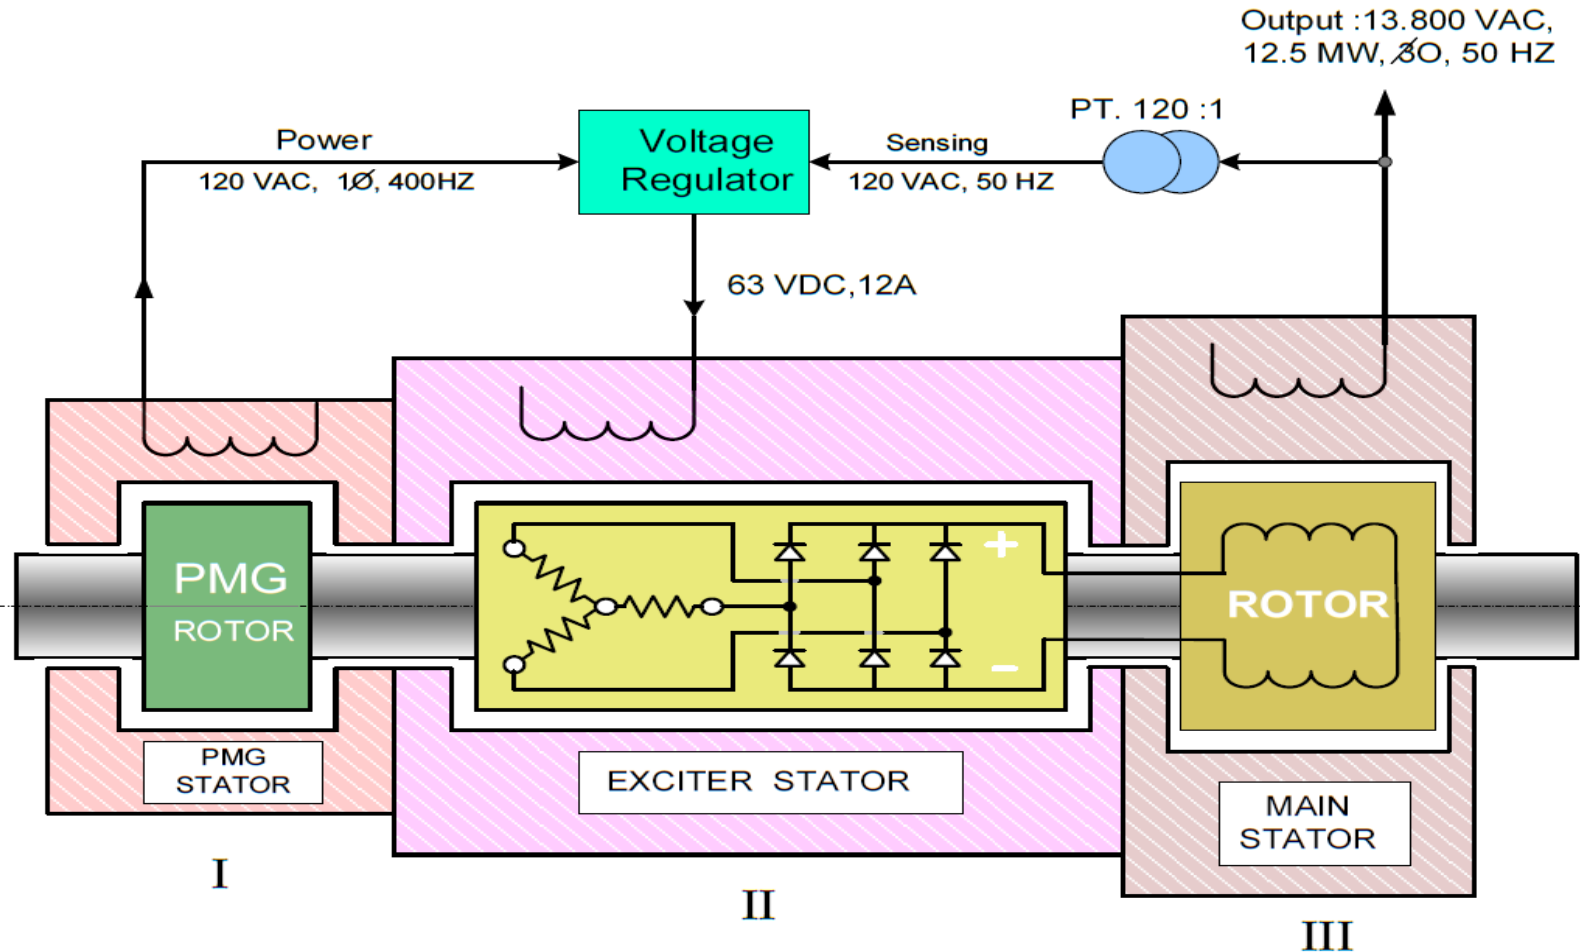 Output :13.800 VAC,
12.5 MW, 3O, 50 HZ
PT. 120 :1
Power
120 VAC, 1Ø, 400HZ
Voltage
Regulator
Sensing
120 VAC, 50 HZ
63 VDC,12A
PMG
ROTOR
+
−
ROTOR
PMG
STATOR
EXCITER STATOR
MAIN
STATOR
I
II
III